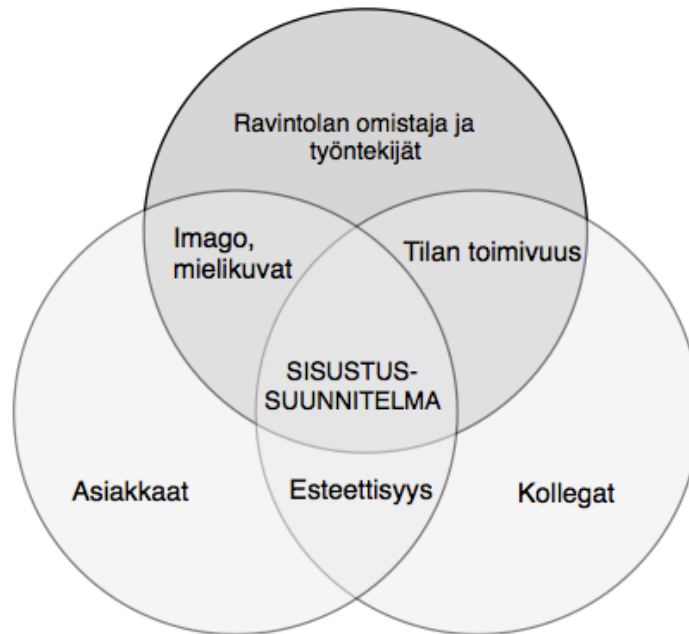 Ravintolan omistaja ja
työntekijät
Imago,
mielikuvat
Tilan toimivuus
SISUSTUS-
SUUNNITELMA
Asiakkaat
Esteettisyys
Kollegat